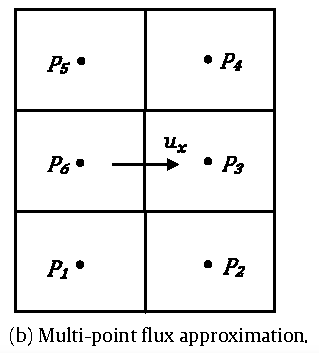 P₅ P₄
uₓ
P₆ P₃
P₁ P₂
(b) Multi-point flux approximation.